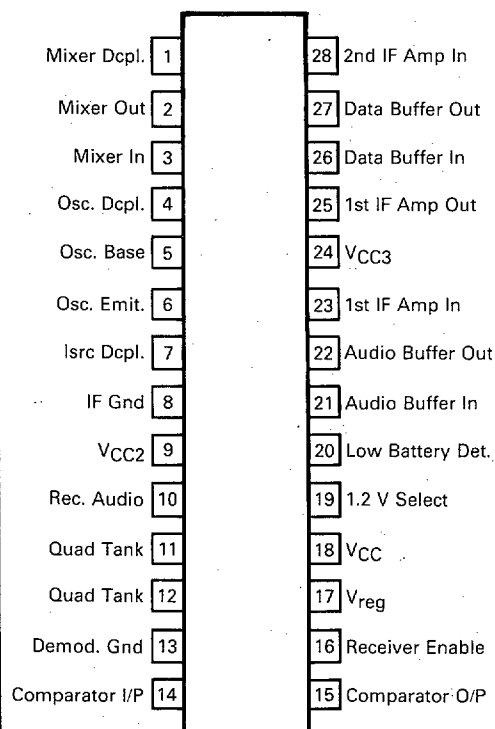 Mixer Dcpl. 1 28 2nd IF Amp In
Mixer Out 2 27 Data Buffer Out
Mixer In 3 26 Data Buffer In
Osc. Dcpl. 4 25 1st IF Amp Out
Osc. Base 5 24 VCC3
Osc. Emit. 6 23 1st IF Amp In
Isrc Dcpl. 7 22 Audio Buffer Out
IF Gnd 8 21 Audio Buffer In
VCC2 9 20 Low Battery Det.
Rec. Audio 10 19 1.2 V Select
Quad Tank 11 18 VCC
Quad Tank 12 17 Vreg
Demod. Gnd 13 16 Receiver Enable
Comparator I/P 14 15 Comparator O/P